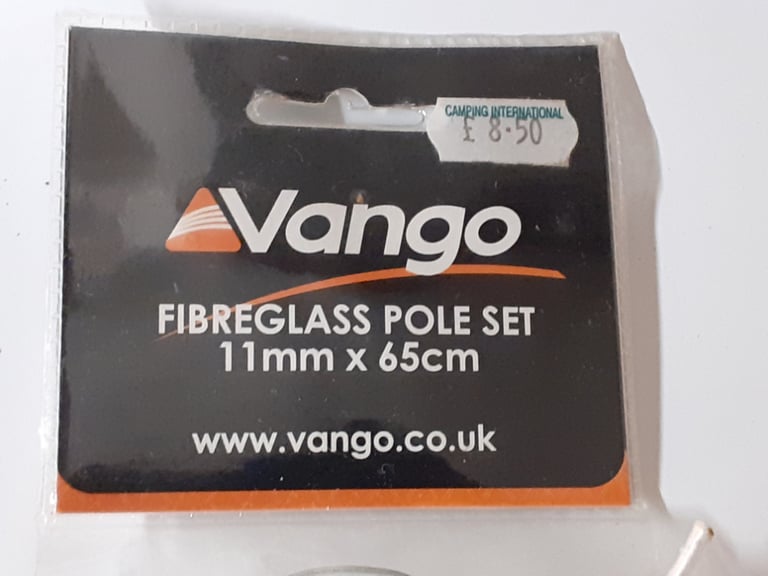 CAMPING INTERNATIONAL
£ 8.50
Vango
FIBREGLASS POLE SET
11mm x 65cm
www.vango.co.uk